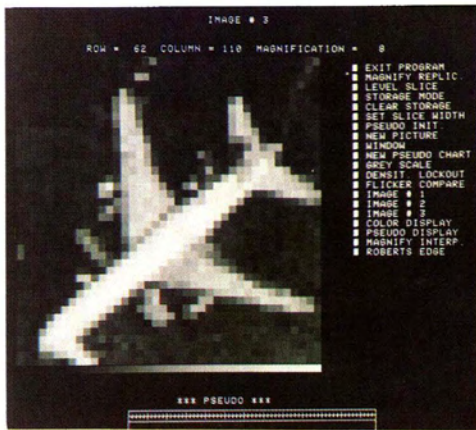 IMAGE # 3
ROW = 62 COLUMN = 110 MAGNIFICATION = 8
EXIT PROGRAM
MAGNIFY REPLIC.
LEVEL SLICE
STORAGE MODE
CLEAR STORAGE
SET SLICE WIDTH
PSEUDO INIT.
NEW PICTURE
WINDOW
NEW PSEUDO CHART
GREY SCALE
DENSIT. LOCKOUT
FLICKER COMPARE
IMAGE # 1
IMAGE # 2
IMAGE # 3
COLOR DISPLAY
PSEUDO DISPLAY
MAGNIFY INTERP.
ROBERTS EDGE
*** PSEUDO ***